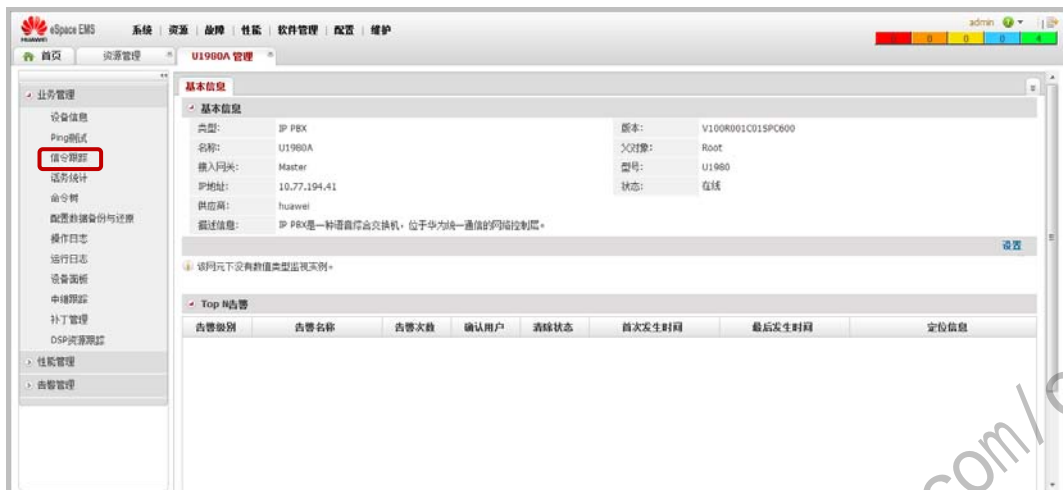 HUAWEI eSpace EMS 系统 | 资源 | 故障 | 性能 | 软件管理 | 配置 | 维护 admin
0 0 0 0 4
首页 资源管理 U1980A 管理
业务管理
设备信息
Ping测试
信令跟踪
话务统计
命令树
配置数据备份与还原
操作日志
运行日志
设备面板
中继跟踪
补丁管理
DSP资源跟踪
性能管理
告警管理
基本信息
基本信息
类型: IP PBX 版本: V100R001C01SPC600
名称: U1980A 父对象: Root
接入网关: Master 型号: U1980
IP地址: 10.77.194.41 状态: 在线
供应商: huawei
描述信息: IP PBX是一种语音综合交换机，位于华为统一通信的网络控制层。
设置
该网元下没有数值类型监视实例。
Top N告警
告警级别 告警名称 告警次数 确认用户 清除状态 首次发生时间 最后发生时间 定位信息
com/